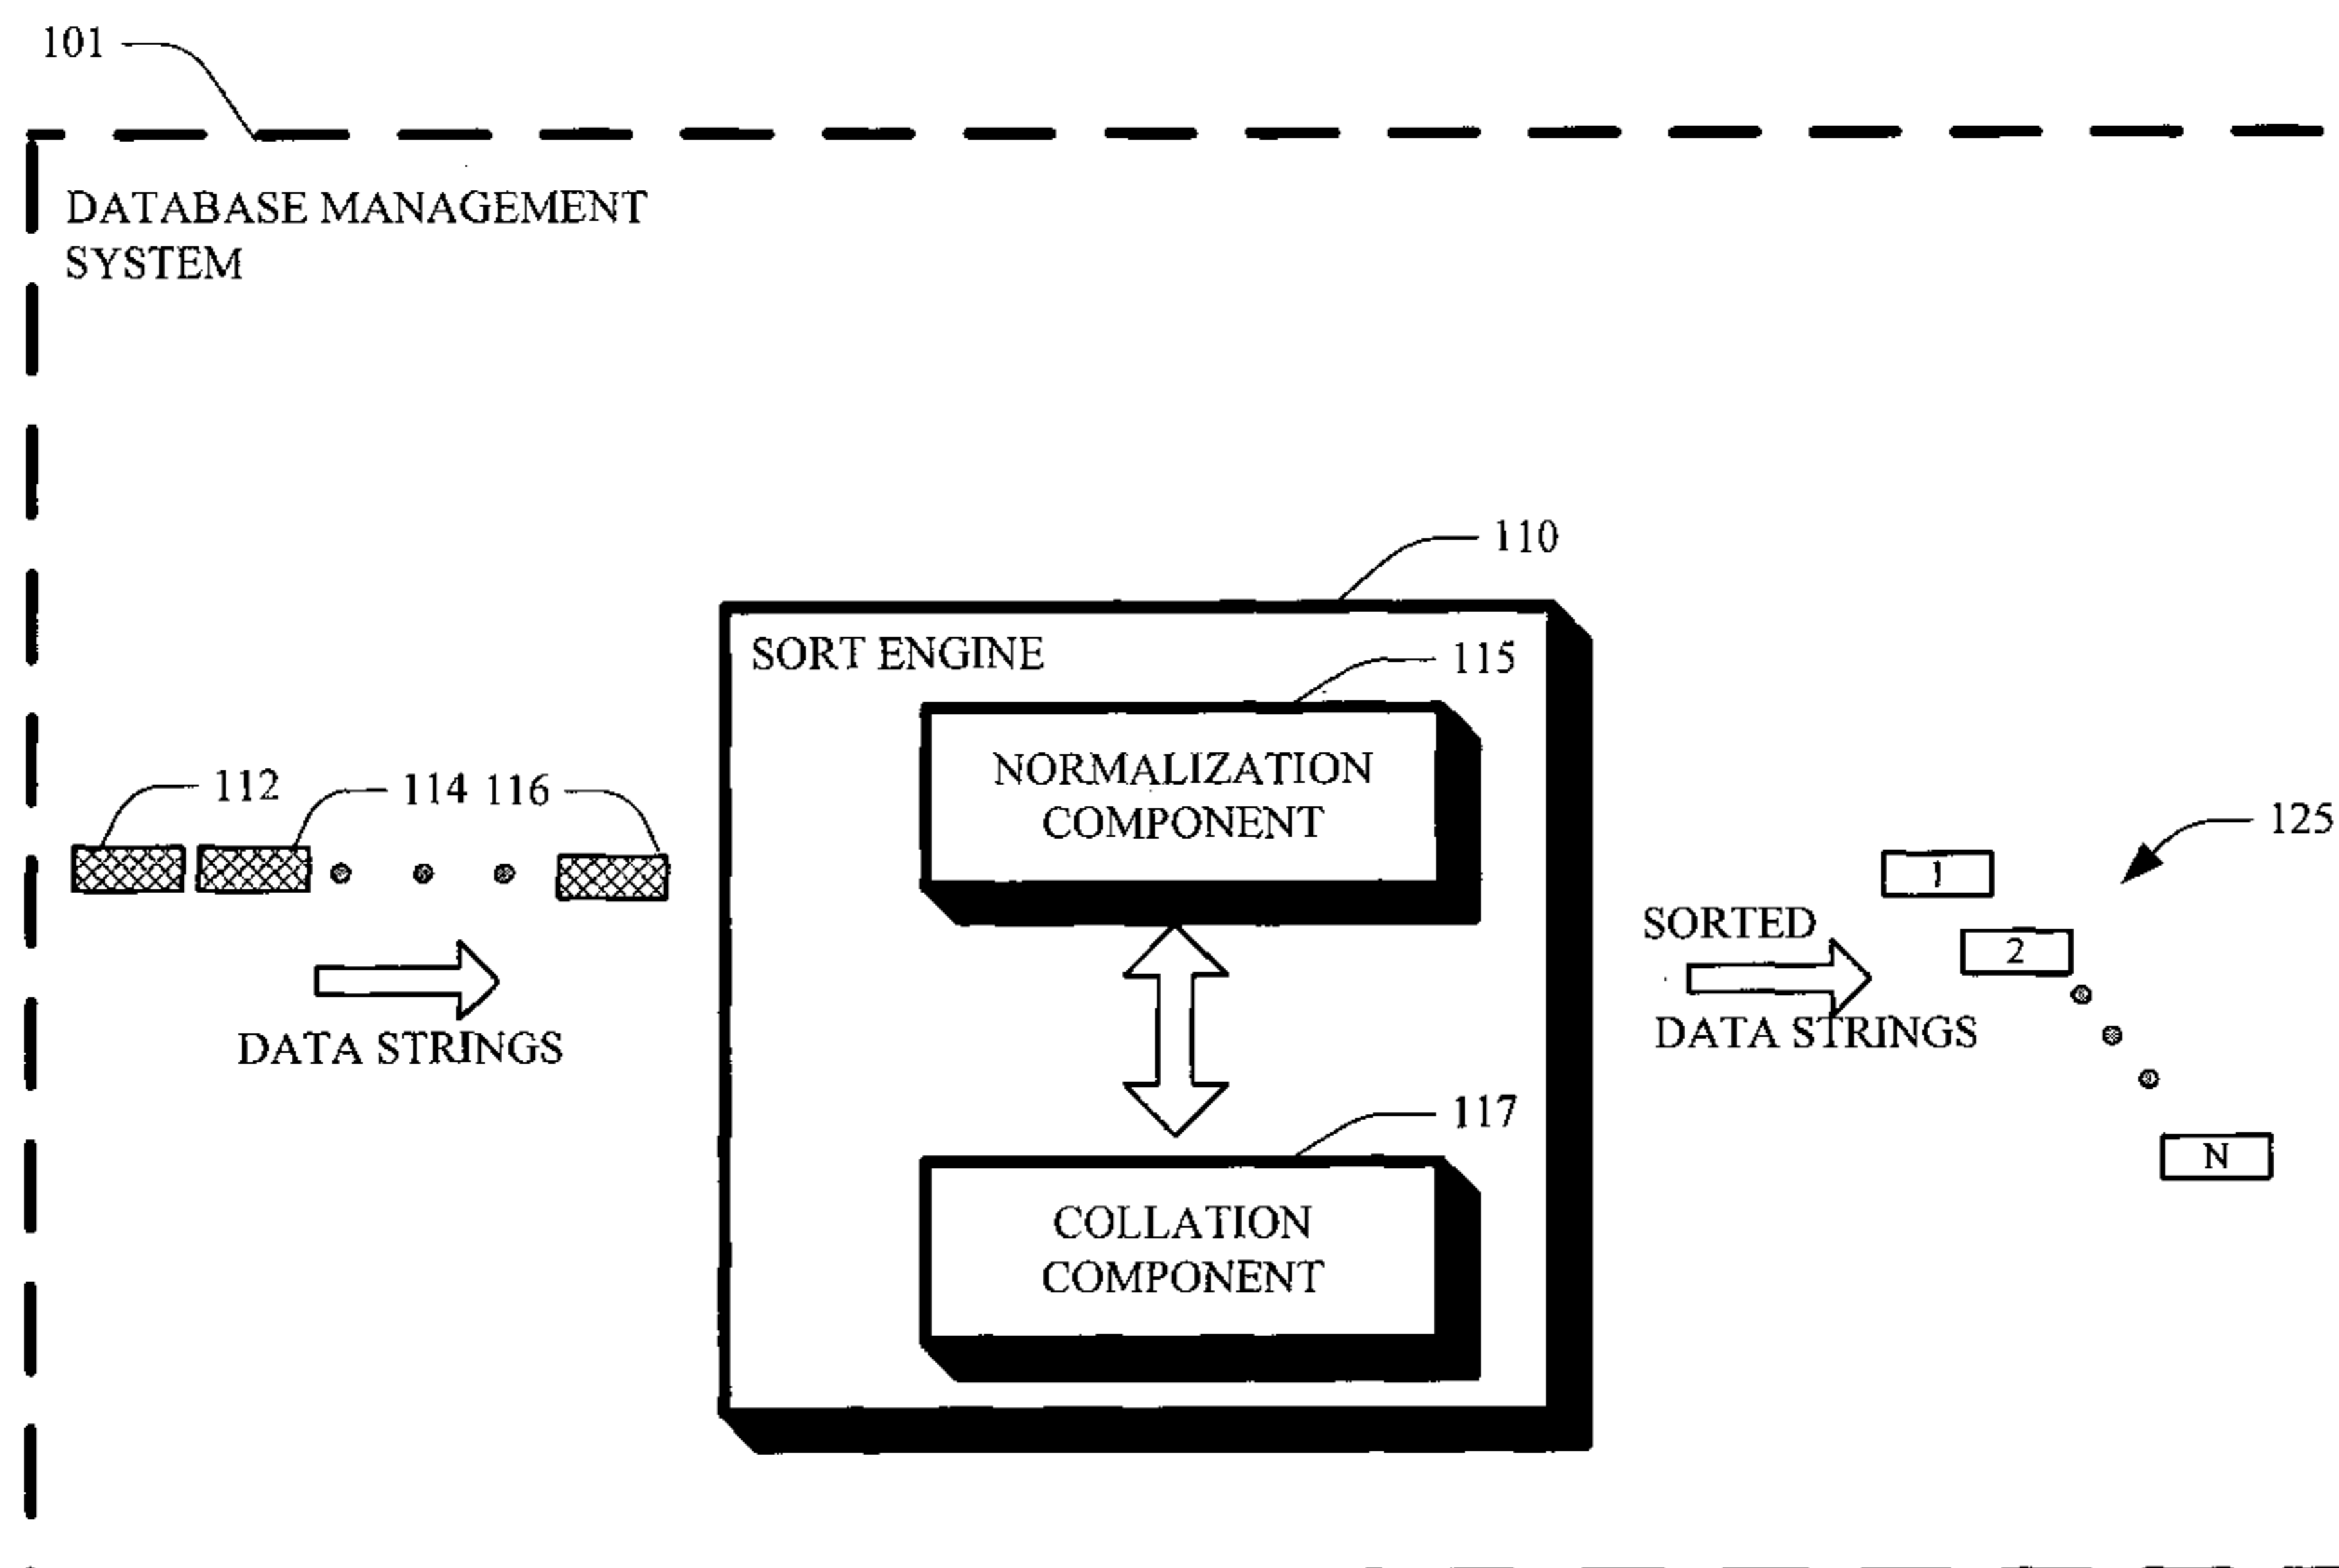 101
DATABASE MANAGEMENT
SYSTEM
110
SORT ENGINE
115
NORMALIZATION
COMPONENT
112
114
116
DATA STRINGS
125
1
SORTED
2
DATA STRINGS
N
117
COLLATION
COMPONENT